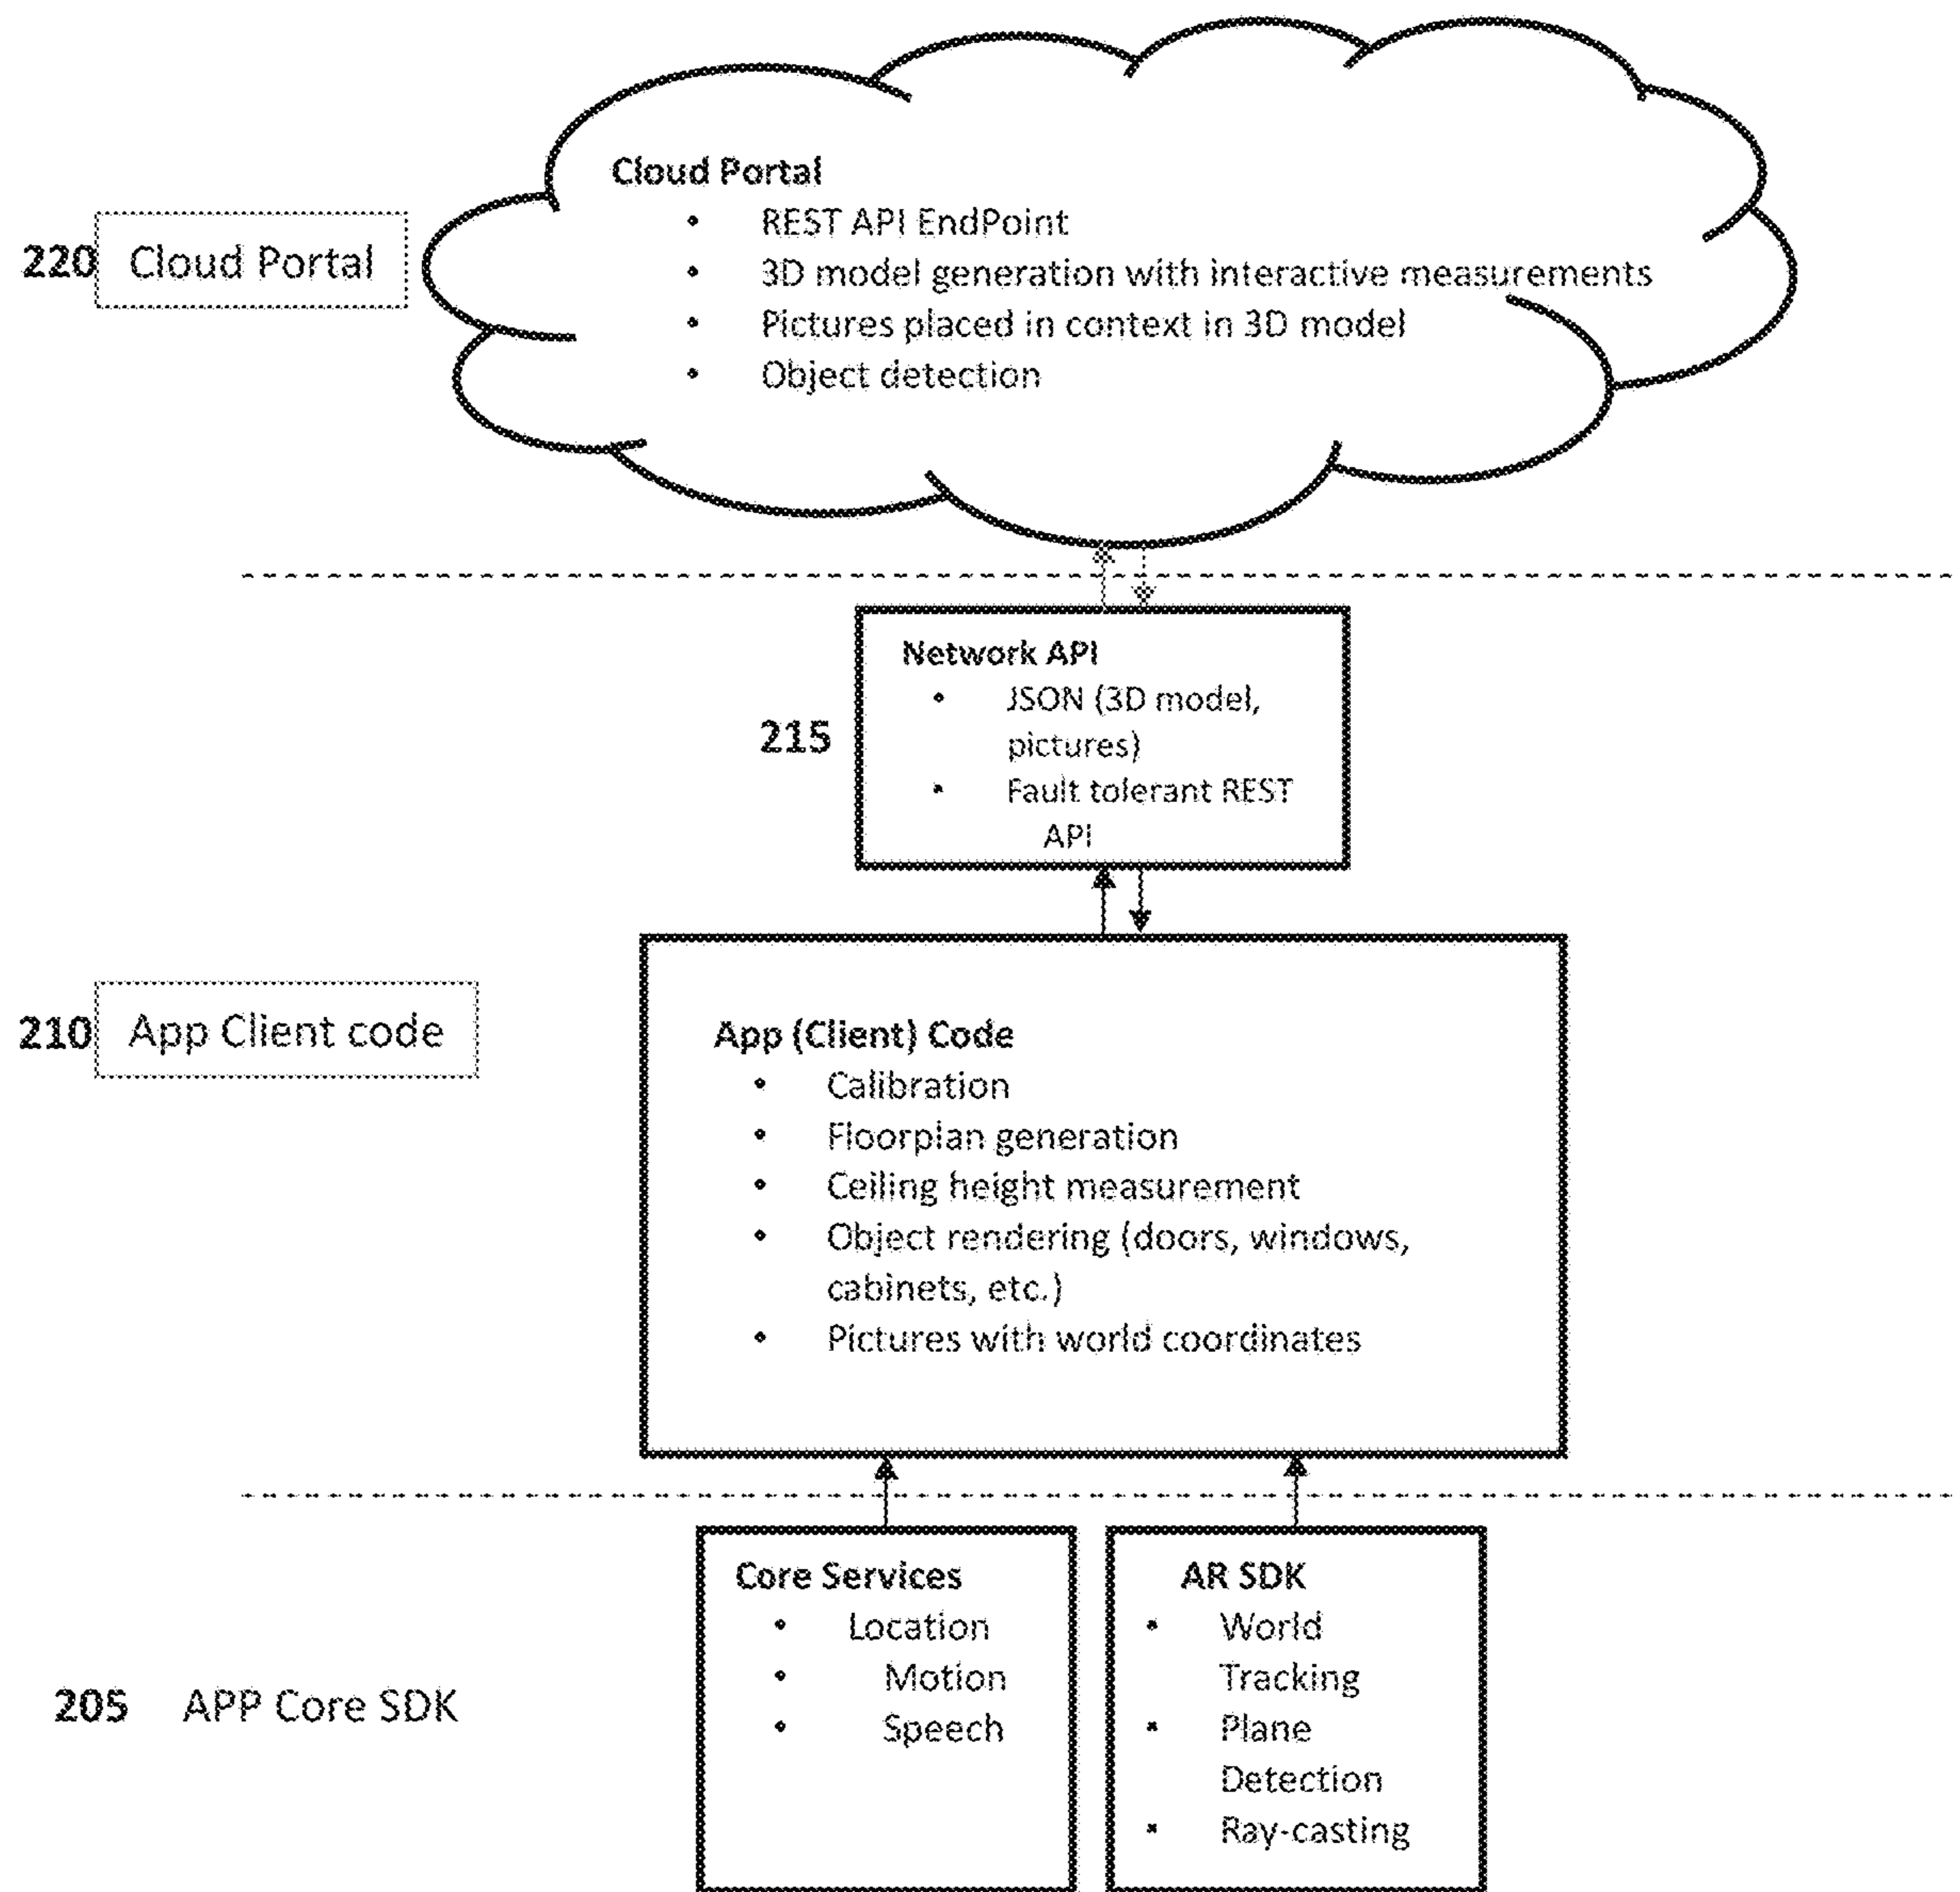 Cloud Portal
• REST API EndPoint
220 Cloud Portal
• 3D model generation with interactive measurements
• Pictures placed in context in 3D model
• Object detection
Network API
• JSON (3D model,
215
pictures)
• Fault tolerant REST
API
210 App Client code
App (Client) Code
• Calibration
• Floorplan generation
• Ceiling height measurement
• Object rendering (doors, windows,
cabinets, etc.)
• Pictures with world coordinates
Core Services
• Location
• Motion
• Speech
AR SDK
• World
Tracking
• Plane
Detection
• Ray-casting
205 APP Core SDK